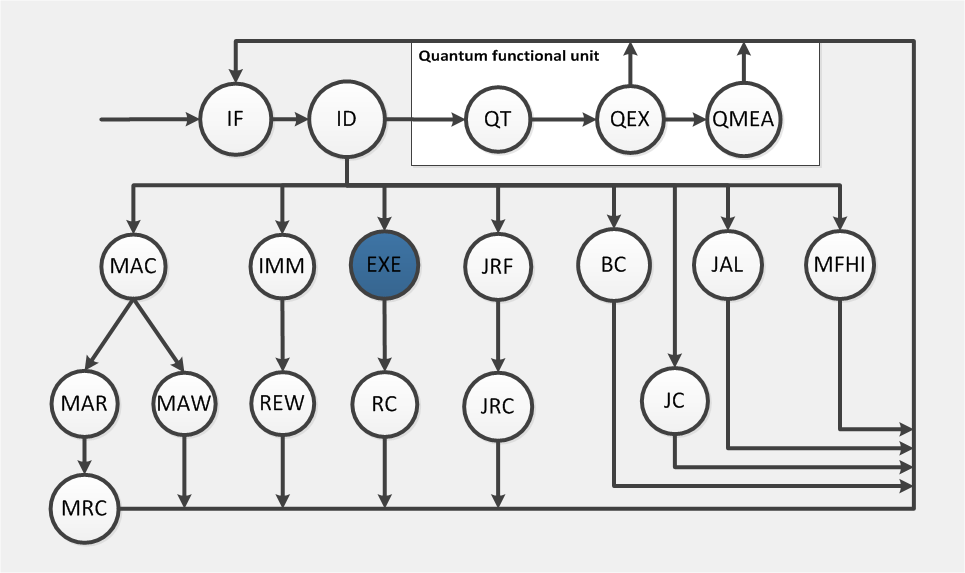 Quantum functional unit
IF
ID
QT
QEX
QMEA
MAC
IMM
EXE
JRF
BC
JAL
MFHI
MAR
MAW
REW
RC
JRC
JC
MRC